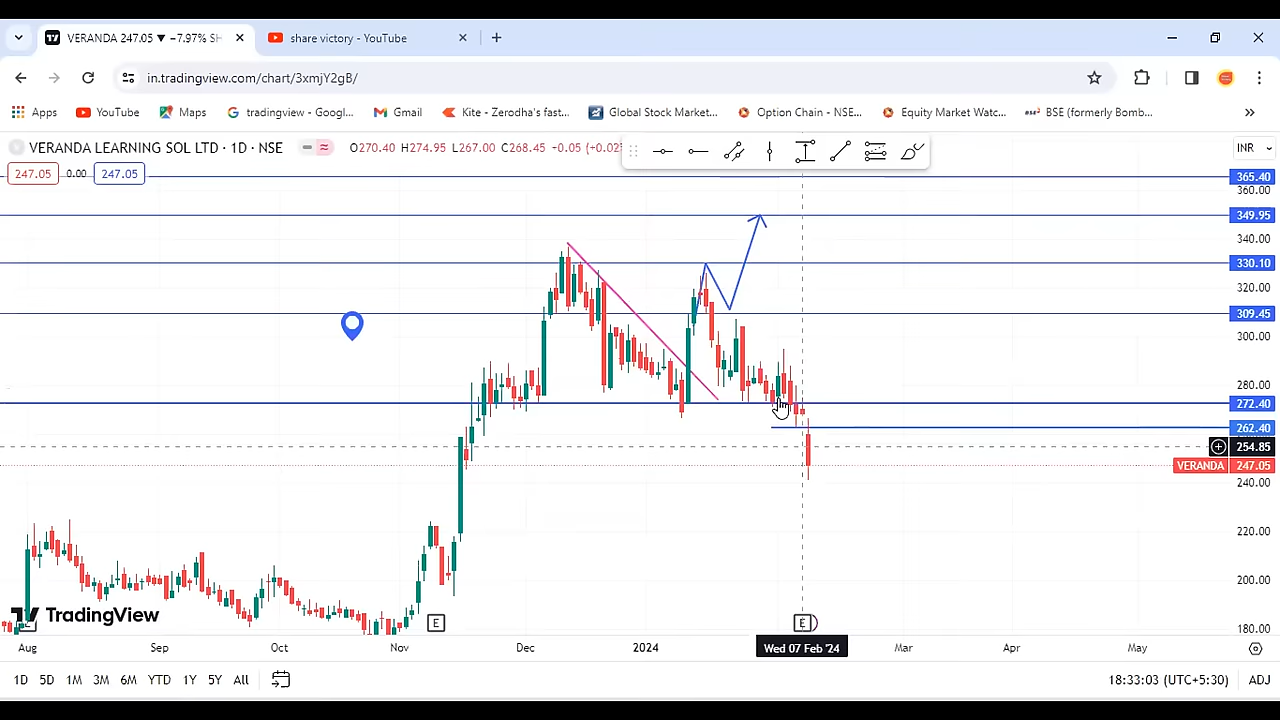 VERANDA 247.05 ▼ −7.97% SH
share victory - YouTube
in.tradingview.com/chart/3xmjY2gB/
Apps YouTube Maps tradingview - Googl... Gmail Kite - Zerodha's fast... Global Stock Market... Option Chain - NSE... Equity Market Watc... BSE (formerly Bomb...
VERANDA LEARNING SOL LTD · 1D · NSE O270.40 H274.95 L267.00 C268.45 -0.05 (+0.02
INR
247.05 0.00 247.05
365.40
360.00
349.95
340.00
330.10
320.00
309.45
300.00
280.00
272.40
262.40
254.85
VERANDA 247.05
240.00
220.00
200.00
180.00
TradingView
E E
Aug Sep Oct Nov Dec 2024 Wed 07 Feb '24 Mar Apr May
1D 5D 1M 3M 6M YTD 1Y 5Y All 18:33:03 (UTC+5:30) ADJ